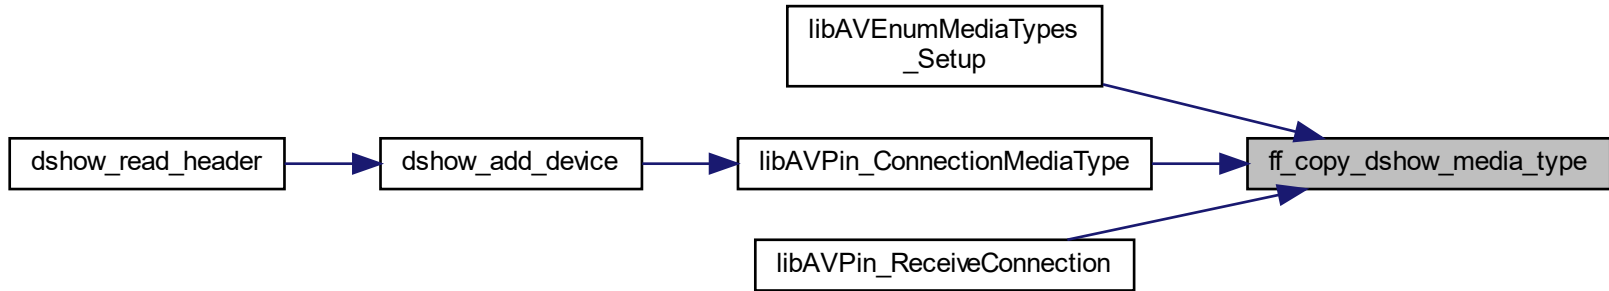 libAVEnumMediaTypes
_Setup
dshow_read_header
dshow_add_device
libAVPin_ConnectionMediaType
ff_copy_dshow_media_type
libAVPin_ReceiveConnection